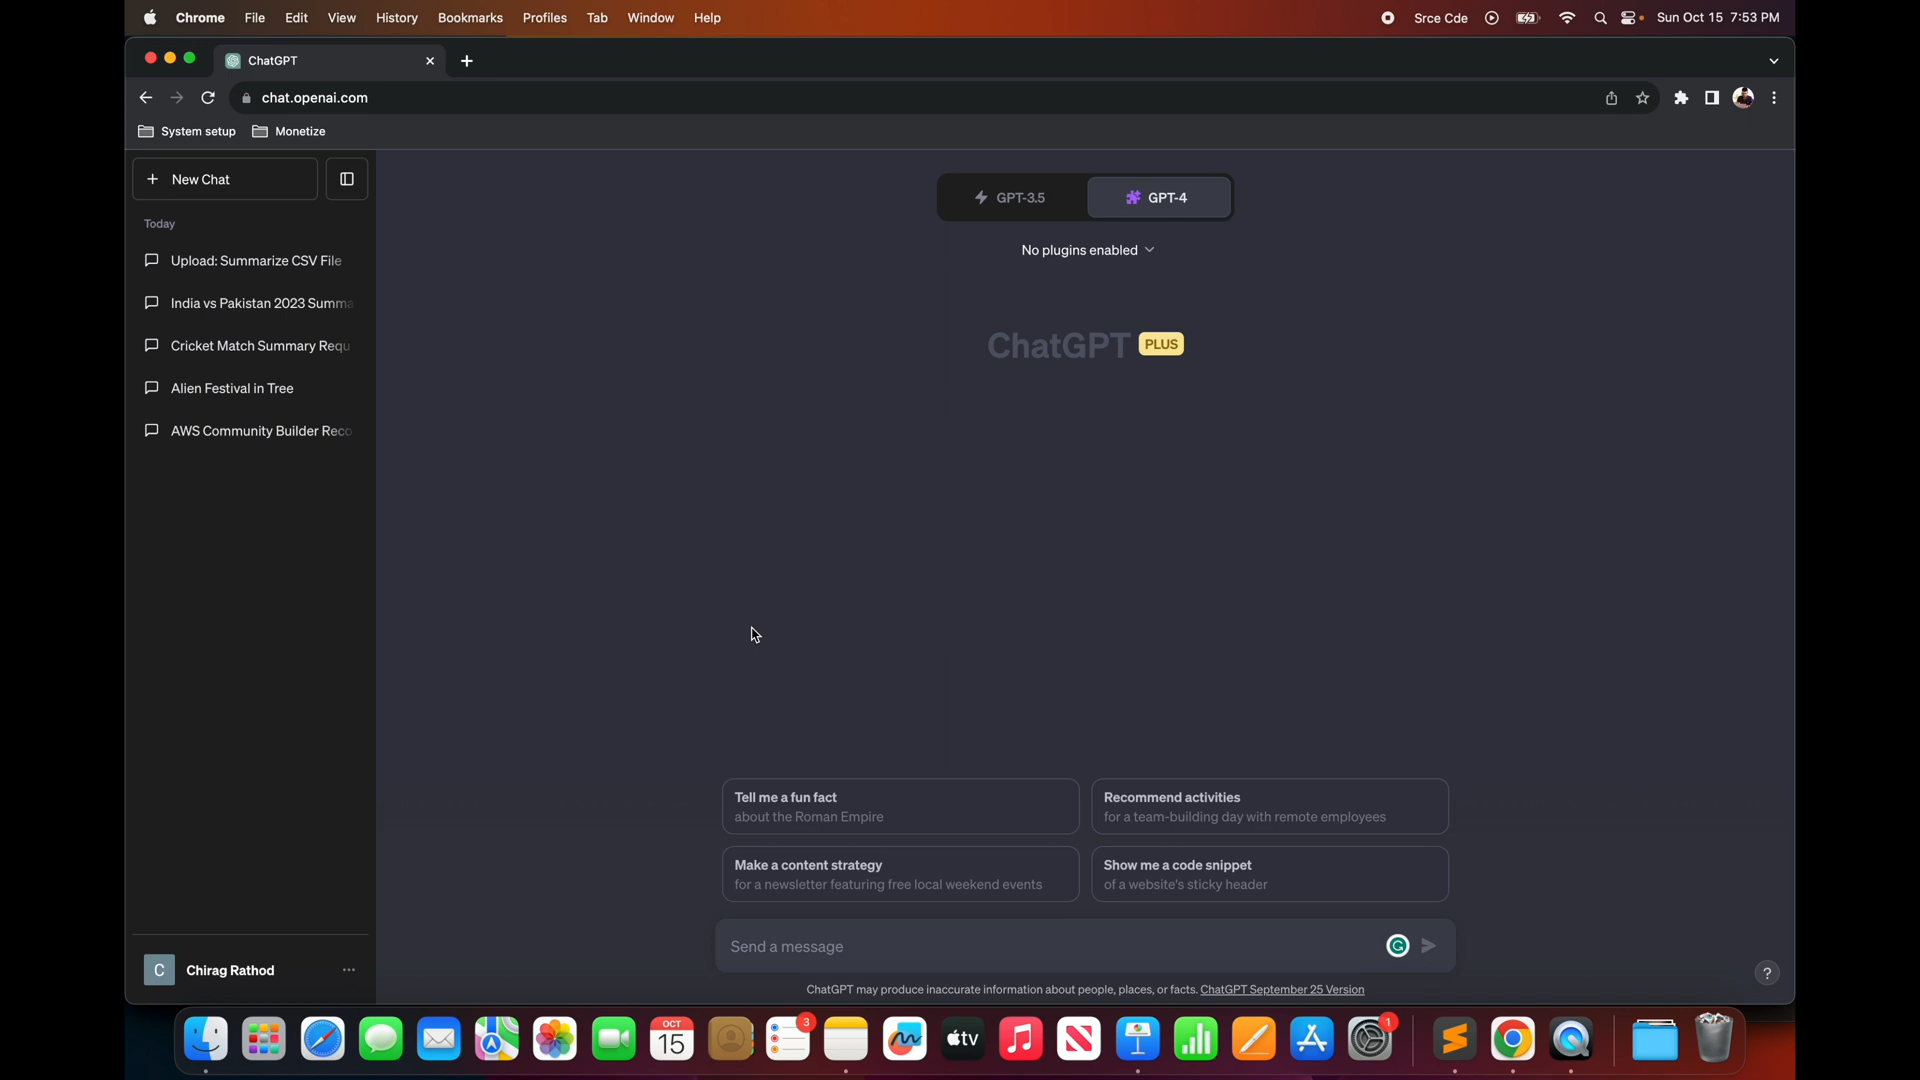 Chrome File Edit View History Bookmarks Profiles Tab Window Help Srce Cde Sun Oct 15 7:53 PM
ChatGPT
chat.openai.com
System setup Monetize
New Chat
GPT-3.5 GPT-4
Today
No plugins enabled
Upload: Summarize CSV File
India vs Pakistan 2023 Summa
ChatGPT PLUS
Cricket Match Summary Requ
Alien Festival in Tree
AWS Community Builder Reco
Tell me a fun fact
about the Roman Empire
Recommend activities
for a team-building day with remote employees
Make a content strategy
for a newsletter featuring free local weekend events
Show me a code snippet
of a website's sticky header
Send a message
C Chirag Rathod
ChatGPT may produce inaccurate information about people, places, or facts. ChatGPT September 25 Version
?
OCT
15
3
tv
1